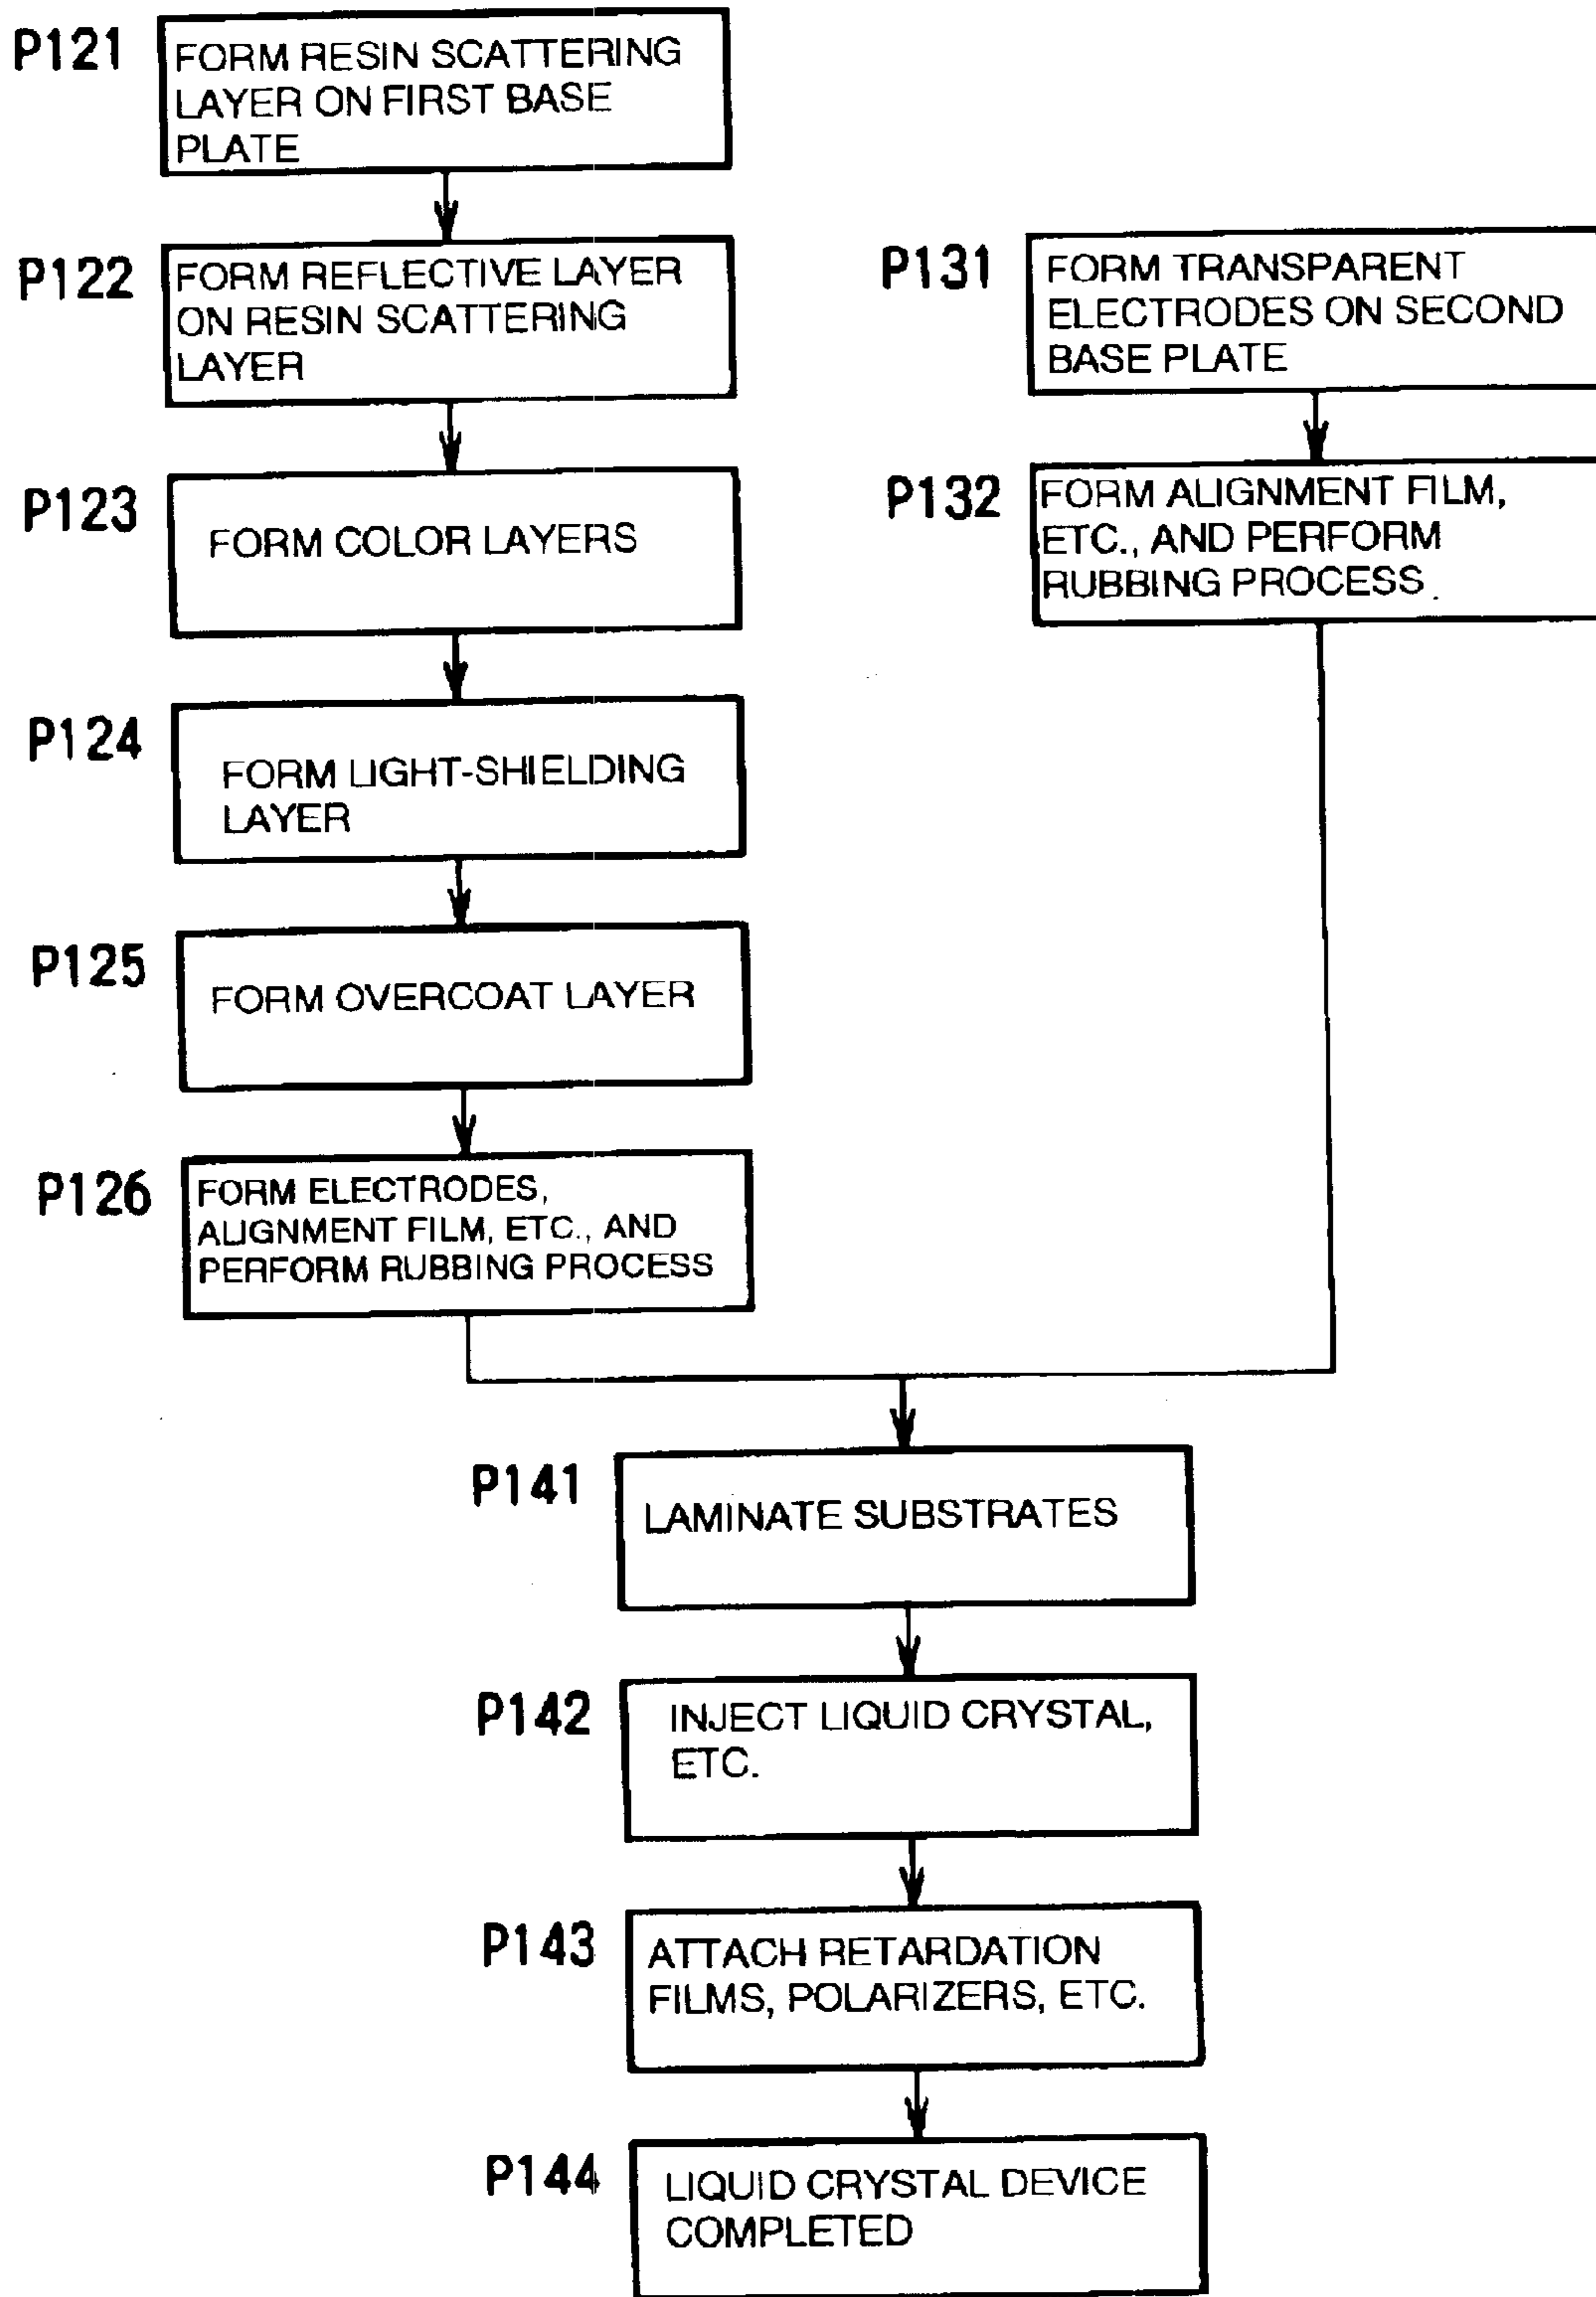 P121
FORM RESIN SCATTERING
LAYER ON FIRST BASE
PLATE
P122
FORM REFLECTIVE LAYER
ON RESIN SCATTERING
LAYER
P123
FORM COLOR LAYERS
P124
FORM LIGHT-SHIELDING
LAYER
P125
FORM OVERCOAT LAYER
P126
FORM ELECTRODES,
ALIGNMENT FILM, ETC., AND
PERFORM RUBBING PROCESS
P131
FORM TRANSPARENT
ELECTRODES ON SECOND
BASE PLATE
P132
FORM ALIGNMENT FILM,
ETC., AND PERFORM
RUBBING PROCESS
P141
LAMINATE SUBSTRATES
P142
INJECT LIQUID CRYSTAL,
ETC.
P143
ATTACH RETARDATION
FILMS, POLARIZERS, ETC.
P144
LIQUID CRYSTAL DEVICE
COMPLETED